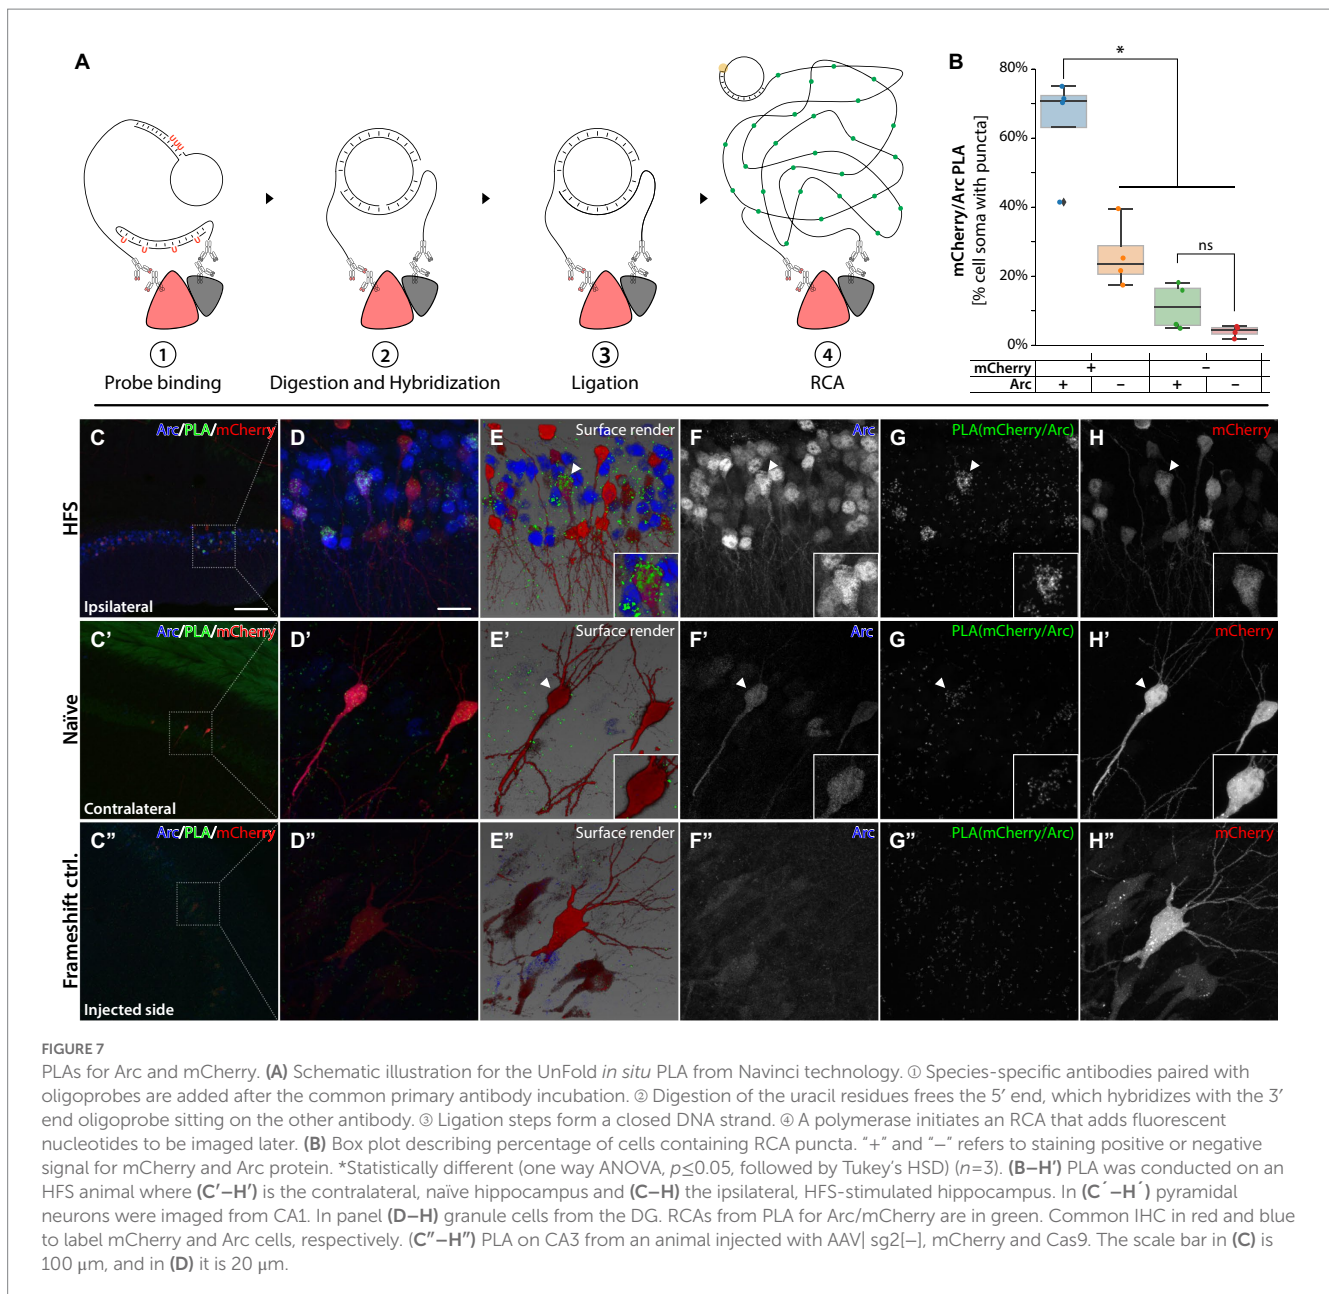 A
U U U U
U U U U
1
2
3
4
Probe binding
Digestion and Hybridization
Ligation
RCA
B
mCherry/Arc PLA
[% cell soma with puncta]
80%
60%
40%
20%
0%
*
ns
mCherry + −
Arc + − + −
HFS
C Arc/PLA/mCherry
Ipsilateral
D
E Surface render
F Arc
G PLA(mCherry/Arc)
H mCherry
Naïve
C' Arc/PLA/mCherry
Contralateral
D'
E' Surface render
F' Arc
G PLA(mCherry/Arc)
H' mCherry
Frameshift ctrl.
C" Arc/PLA/mCherry
Injected side
D"
E" Surface render
F" Arc
G" PLA(mCherry/Arc)
H" mCherry
FIGURE 7
PLAs for Arc and mCherry. (A) Schematic illustration for the UnFold in situ PLA from Navinci technology. ① Species-specific antibodies paired with
oligoprobes are added after the common primary antibody incubation. ② Digestion of the uracil residues frees the 5′ end, which hybridizes with the 3′
end oligoprobe sitting on the other antibody. ③ Ligation steps form a closed DNA strand. ④ A polymerase initiates an RCA that adds fluorescent
nucleotides to be imaged later. (B) Box plot describing percentage of cells containing RCA puncta. “+” and “−” refers to staining positive or negative
signal for mCherry and Arc protein. *Statistically different (one way ANOVA, p≤0.05, followed by Tukey’s HSD) (n=3). (B–H′) PLA was conducted on an
HFS animal where (C′–H′) is the contralateral, naïve hippocampus and (C–H) the ipsilateral, HFS-stimulated hippocampus. In (C´–H´) pyramidal
neurons were imaged from CA1. In panel (D–H) granule cells from the DG. RCAs from PLA for Arc/mCherry are in green. Common IHC in red and blue
to label mCherry and Arc cells, respectively. (C″–H″) PLA on CA3 from an animal injected with AAV| sg2[−], mCherry and Cas9. The scale bar in (C) is
100 μm, and in (D) it is 20 μm.